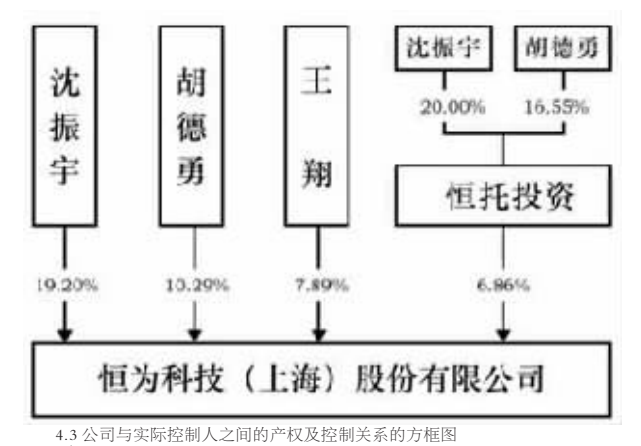 沈振宇
胡德勇
王翔
沈振宇
胡德勇
20.00%
16.55%
恒托投资
19.20%
10.29%
7.89%
6.86%
恒为科技（上海）股份有限公司
4.3 公司与实际控制人之间的产权及控制关系的方框图